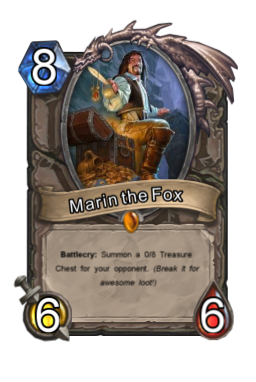 8
Marin the Fox
Battlecry: Summon a 0/8 Treasure
Chest for your opponent. (Break it for
awesome loot!)
6
6